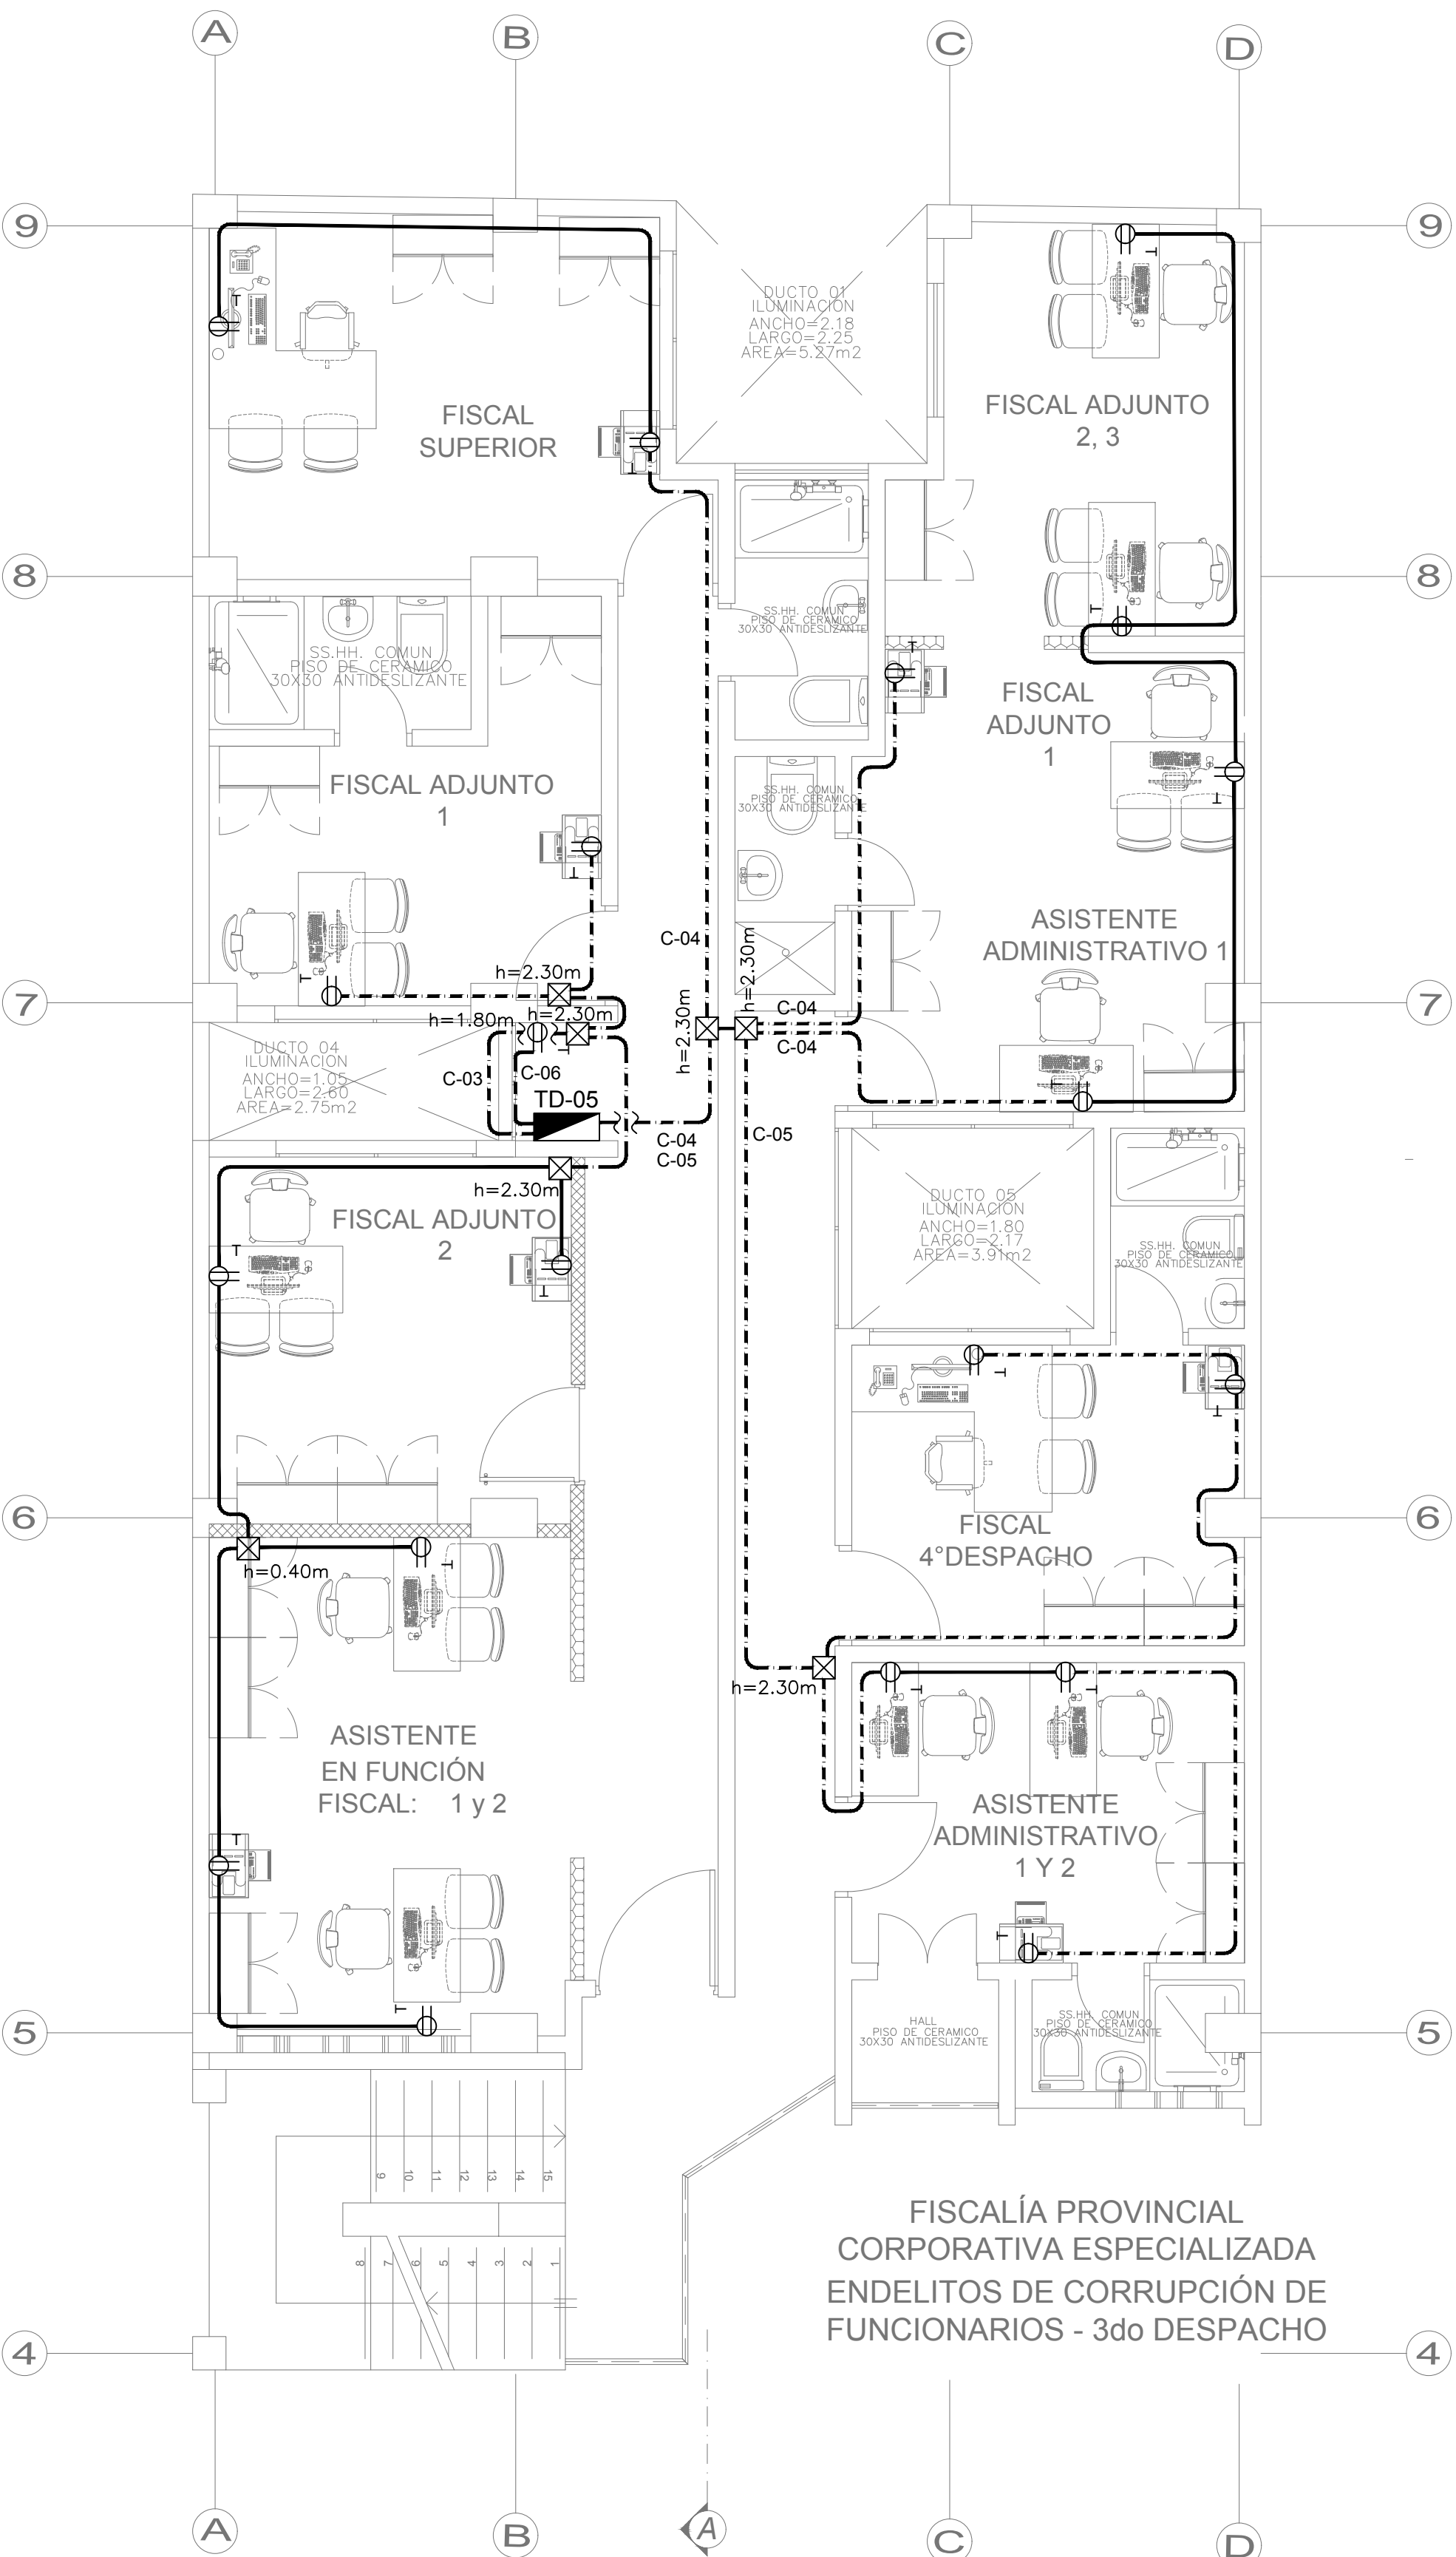 A
B
C
D
9
9
DUCTO 01
ILUMINACIÓN
ANCHO=2.18
LARGO=2.25
AREA=5.27m2
T
T
FISCAL
SUPERIOR
FISCAL ADJUNTO
2, 3
T
8
8
SS.HH. COMUN
PISO DE CERAMICO
30X30 ANTIDESLIZANTE
T
SS.HH. COMUN
PISO DE CERAMICO
30X30 ANTIDESLIZANTE
T
FISCAL
ADJUNTO
1
FISCAL ADJUNTO
1
SS.HH. COMUN
PISO DE CERAMICO
30X30 ANTIDESLIZANTE
T
T
ASISTENTE
ADMINISTRATIVO 1
C-04
h=2.30m
h=2.30m
T
7
7
h=2.30m
h=1.80m
h=2.30m
C-04
C-04
DUCTO 04
ILUMINACIÓN
ANCHO=1.05
LARGO=2.60
AREA=2.75m2
C-03
C-06
T
TD-05
C-04
C-05
C-05
T
h=2.30m
FISCAL ADJUNTO
2
T
T
DUCTO 05
ILUMINACIÓN
ANCHO=1.80
LARGO=2.17
AREA=3.91m2
SS.HH. COMUN
PISO DE CERAMICO
30X30 ANTIDESLIZANTE
T
T
6
6
FISCAL
4°DESPACHO
h=0.40m
T
h=2.30m
T
T
ASISTENTE
EN FUNCIÓN
FISCAL: 1 y 2
ASISTENTE
ADMINISTRATIVO
1 Y 2
T
T
T
5
5
HALL
PISO DE CERAMICO
30X30 ANTIDESLIZANTE
SS.HH. COMUN
PISO DE CERAMICO
30X30 ANTIDESLIZANTE
9
10
11
12
13
14
15
8
7
6
5
4
3
2
1
FISCALÍA PROVINCIAL
CORPORATIVA ESPECIALIZADA
ENDELITOS DE CORRUPCIÓN DE
FUNCIONARIOS - 3do DESPACHO
4
4
A
B
A
C
D